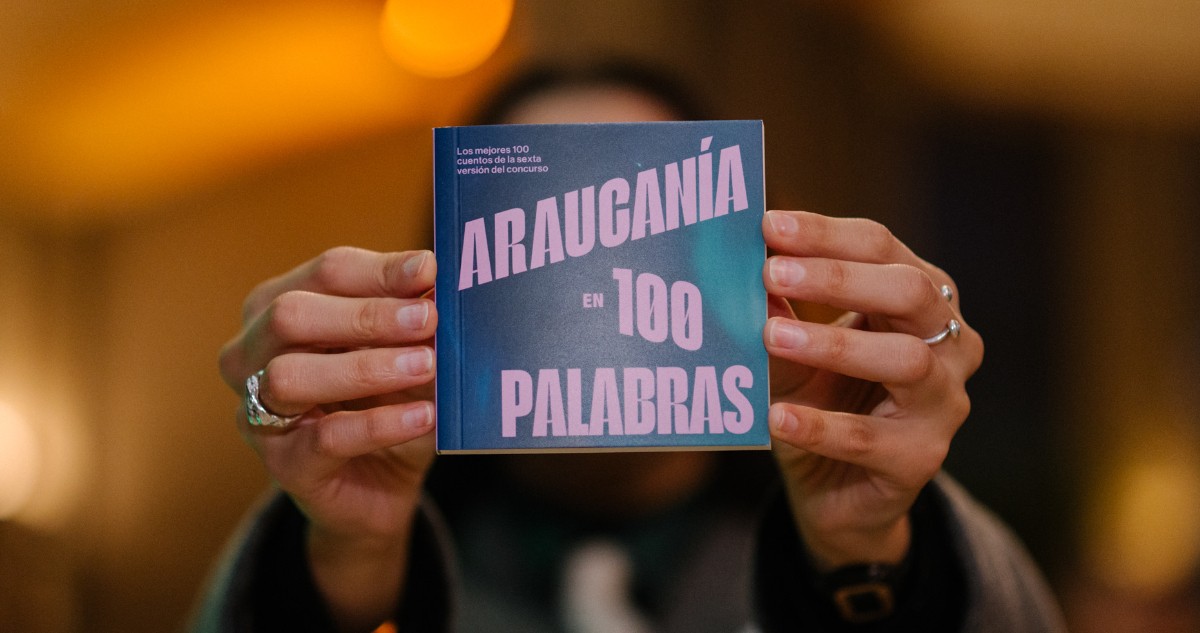 Los mejores 100
cuentos de la sexta
versión del concurso
ARAUCANÍA
EN 100
PALABRAS